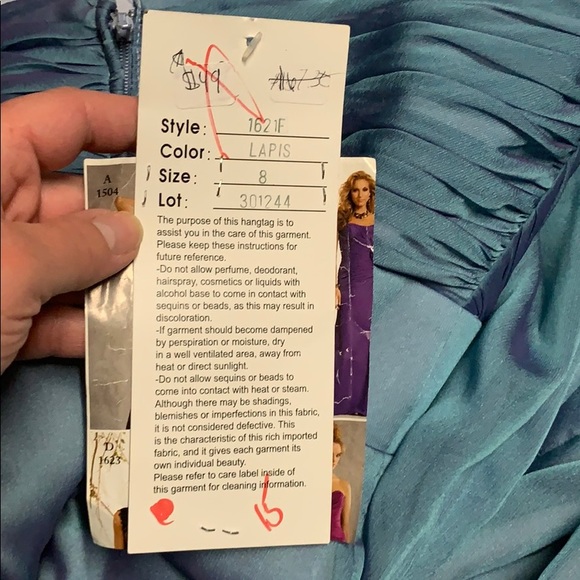 $49
Style: 1621F
Color: LAPIS
Size: 8
Lot: 301244
A
1504
The purpose of this hangtag is to
assist you in the care of this garment.
Please keep these instructions for
future reference.
-Do not allow perfume, deodorant,
hairspray, cosmetics or liquids with
alcohol base to come in contact with
sequins or beads, as this may result in
discoloration.
-If garment should become dampened
by perspiration or moisture, dry
in a well ventilated area, away from
heat or direct sunlight.
-Do not allow sequins or beads to
come into contact with heat or steam.
Although there may be shadings,
blemishes or imperfections in this fabric,
it is not considered defective. This
is the characteristic of this rich imported
fabric, and it gives each garment its
own individual beauty.
Please refer to care label inside of
this garment for cleaning information.
D
1623
15